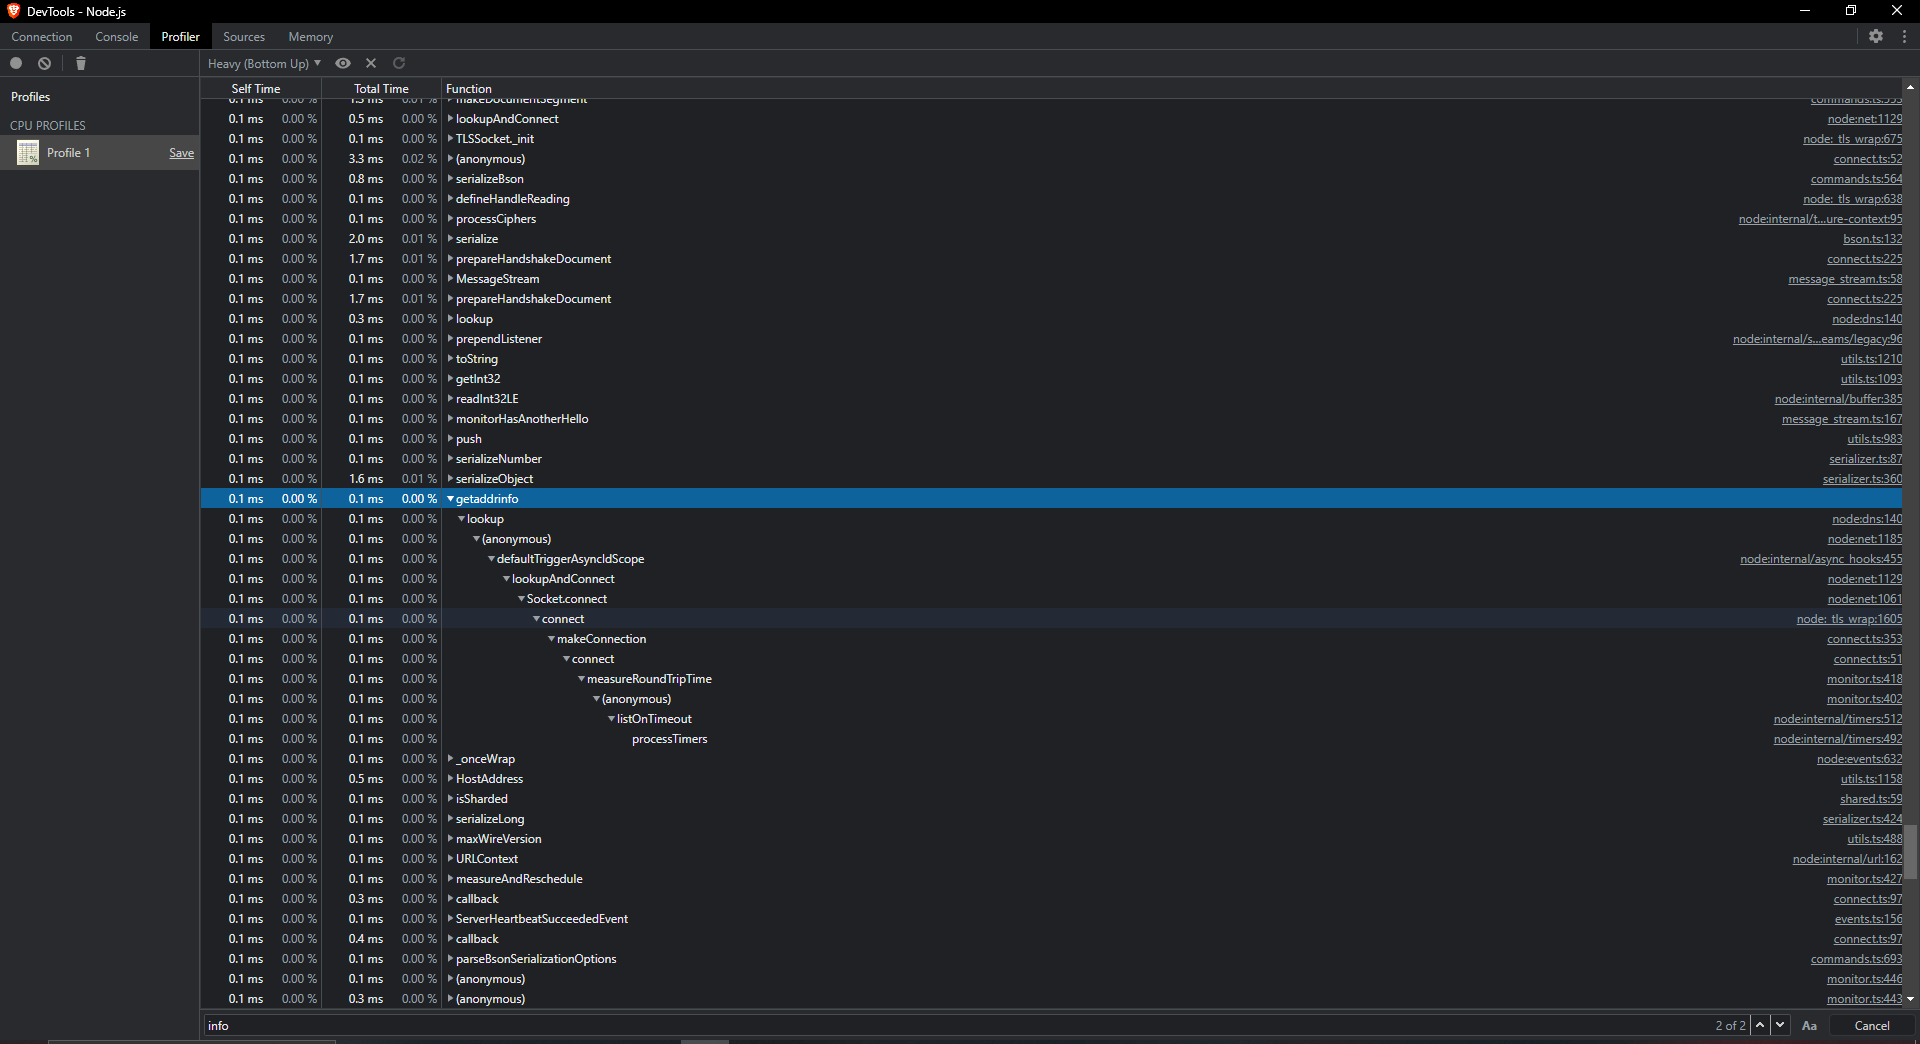 DevTools - Node.js
Connection Console Profiler Sources Memory
Heavy (Bottom Up)
Profiles
CPU PROFILES
Profile 1 Save
Self Time Total Time Function
0.1 ms 0.00 % 1.3 ms 0.01 % makeDocumentSegment commands.ts:555
0.1 ms 0.00 % 0.5 ms 0.00 % lookupAndConnect node:net:1129
0.1 ms 0.00 % 0.1 ms 0.00 % TLSSocket._init node:_tls_wrap:675
0.1 ms 0.00 % 3.3 ms 0.02 % (anonymous) connect.ts:52
0.1 ms 0.00 % 0.8 ms 0.00 % serializeBson commands.ts:564
0.1 ms 0.00 % 0.1 ms 0.00 % defineHandleReading node:_tls_wrap:638
0.1 ms 0.00 % 0.1 ms 0.00 % processCiphers node:internal/t...ure-context:95
0.1 ms 0.00 % 2.0 ms 0.01 % serialize bson.ts:132
0.1 ms 0.00 % 1.7 ms 0.01 % prepareHandshakeDocument connect.ts:225
0.1 ms 0.00 % 0.1 ms 0.00 % MessageStream message_stream.ts:58
0.1 ms 0.00 % 1.7 ms 0.01 % prepareHandshakeDocument connect.ts:225
0.1 ms 0.00 % 0.3 ms 0.00 % lookup node:dns:140
0.1 ms 0.00 % 0.1 ms 0.00 % prependListener node:internal/s...eams/legacy:96
0.1 ms 0.00 % 0.1 ms 0.00 % toString utils.ts:1210
0.1 ms 0.00 % 0.1 ms 0.00 % getInt32 utils.ts:1093
0.1 ms 0.00 % 0.1 ms 0.00 % readInt32LE node:internal/buffer:385
0.1 ms 0.00 % 0.1 ms 0.00 % monitorHasAnotherHello message_stream.ts:167
0.1 ms 0.00 % 0.1 ms 0.00 % push utils.ts:983
0.1 ms 0.00 % 0.1 ms 0.00 % serializeNumber serializer.ts:87
0.1 ms 0.00 % 1.6 ms 0.01 % serializeObject serializer.ts:360
0.1 ms 0.00 % 0.1 ms 0.00 % getaddrinfo
0.1 ms 0.00 % 0.1 ms 0.00 % lookup node:dns:140
0.1 ms 0.00 % 0.1 ms 0.00 % (anonymous) node:net:1185
0.1 ms 0.00 % 0.1 ms 0.00 % defaultTriggerAsyncIdScope node:internal/async_hooks:455
0.1 ms 0.00 % 0.1 ms 0.00 % lookupAndConnect node:net:1129
0.1 ms 0.00 % 0.1 ms 0.00 % Socket.connect node:net:1061
0.1 ms 0.00 % 0.1 ms 0.00 % connect node:_tls_wrap:1605
0.1 ms 0.00 % 0.1 ms 0.00 % makeConnection connect.ts:353
0.1 ms 0.00 % 0.1 ms 0.00 % connect connect.ts:51
0.1 ms 0.00 % 0.1 ms 0.00 % measureRoundTripTime monitor.ts:418
0.1 ms 0.00 % 0.1 ms 0.00 % (anonymous) monitor.ts:402
0.1 ms 0.00 % 0.1 ms 0.00 % listOnTimeout node:internal/timers:512
0.1 ms 0.00 % 0.1 ms 0.00 % processTimers node:internal/timers:492
0.1 ms 0.00 % 0.1 ms 0.00 % _onceWrap node:events:632
0.1 ms 0.00 % 0.5 ms 0.00 % HostAddress utils.ts:1158
0.1 ms 0.00 % 0.1 ms 0.00 % isSharded shared.ts:59
0.1 ms 0.00 % 0.1 ms 0.00 % serializeLong serializer.ts:424
0.1 ms 0.00 % 0.1 ms 0.00 % maxWireVersion utils.ts:488
0.1 ms 0.00 % 0.1 ms 0.00 % URLContext node:internal/url:162
0.1 ms 0.00 % 0.1 ms 0.00 % measureAndReschedule monitor.ts:427
0.1 ms 0.00 % 0.3 ms 0.00 % callback connect.ts:97
0.1 ms 0.00 % 0.1 ms 0.00 % ServerHeartbeatSucceededEvent events.ts:156
0.1 ms 0.00 % 0.4 ms 0.00 % callback connect.ts:97
0.1 ms 0.00 % 0.1 ms 0.00 % parseBsonSerializationOptions commands.ts:693
0.1 ms 0.00 % 0.1 ms 0.00 % (anonymous) monitor.ts:446
0.1 ms 0.00 % 0.3 ms 0.00 % (anonymous) monitor.ts:443
info 2 of 2 Aa Cancel